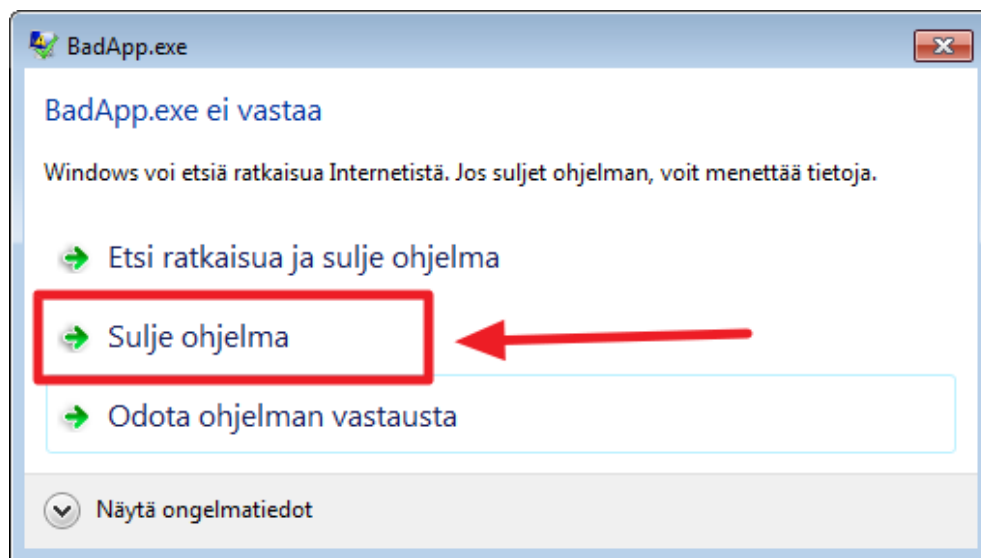 BadApp.exe
BadApp.exe ei vastaa
Windows voi etsiä ratkaisua Internetistä. Jos suljet ohjelman, voit menettää tietoja.
Etsi ratkaisua ja sulje ohjelma
Sulje ohjelma
Odota ohjelman vastausta
Näytä ongelmatiedot